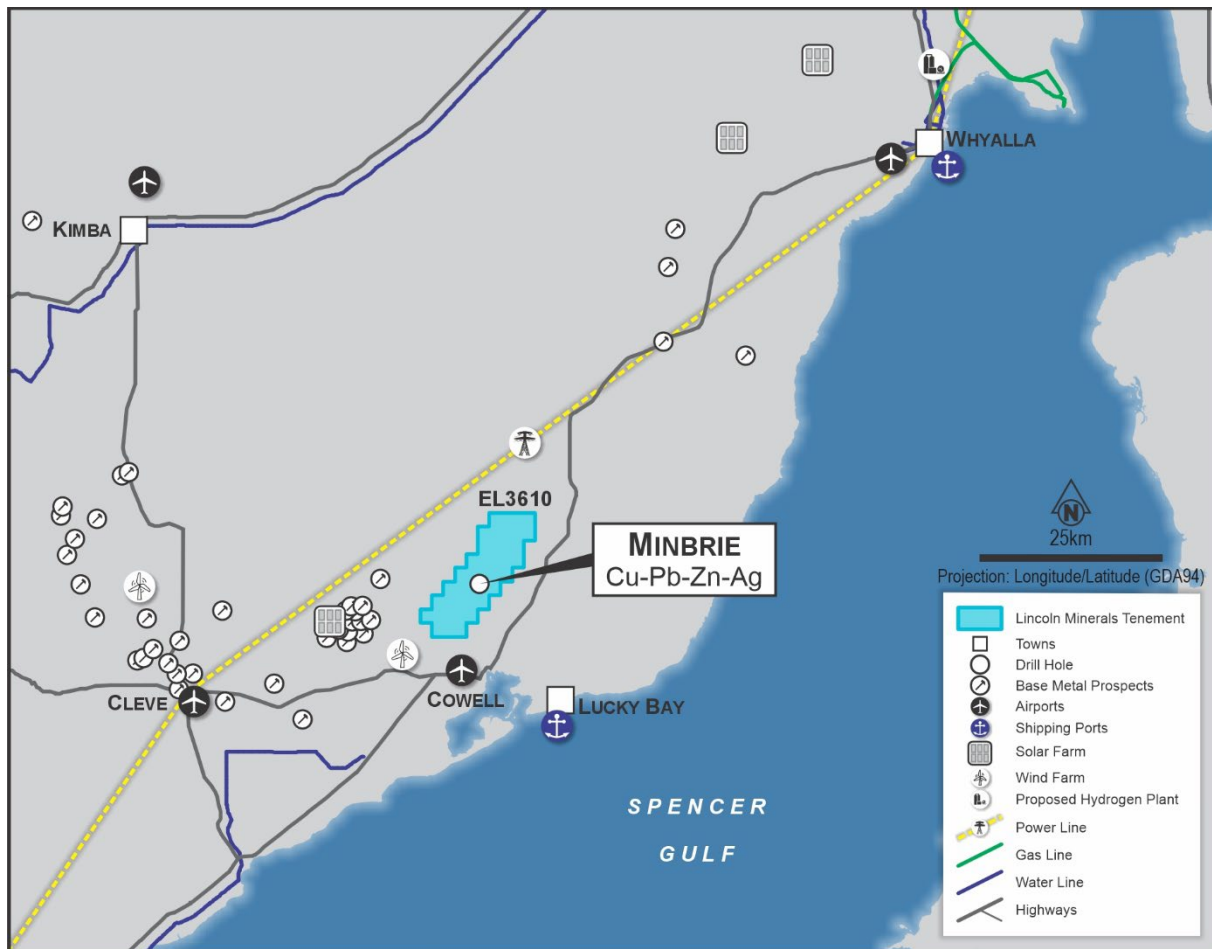 WHYALLA
KIMBA
EL3610
MINBRIE
Cu-Pb-Zn-Ag
N
25km
Projection: Longitude/Latitude (GDA94)
CLEVE
COWELL
LUCKY BAY
SPENCER
GULF
Lincoln Minerals Tenement
Towns
Drill Hole
Base Metal Prospects
Airports
Shipping Ports
Solar Farm
Wind Farm
Proposed Hydrogen Plant
Power Line
Gas Line
Water Line
Highways